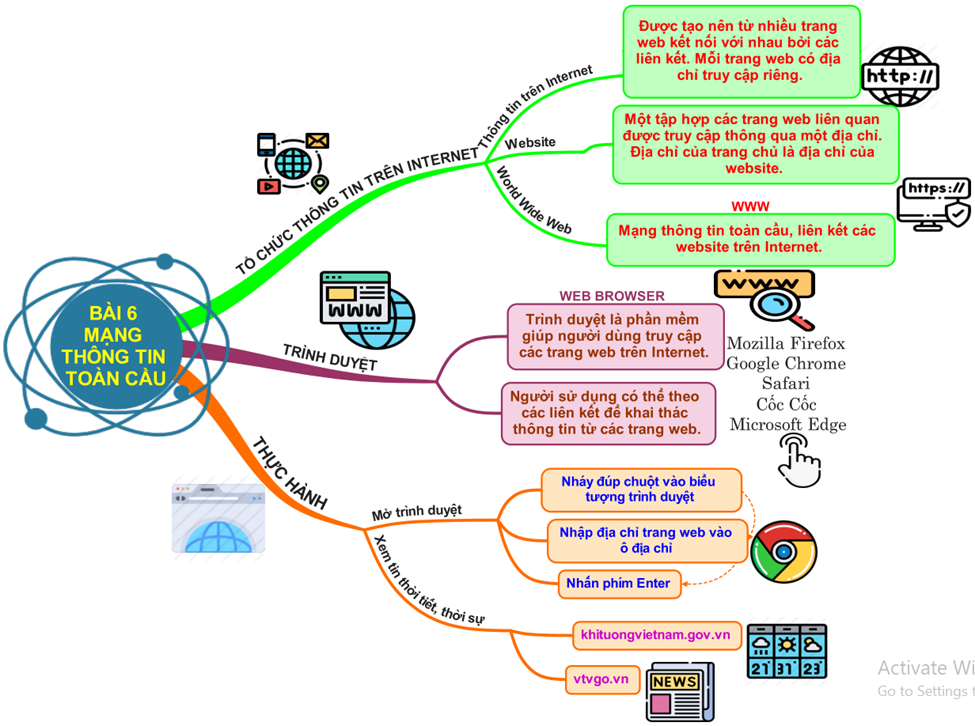 BÀI 6
MẠNG
THÔNG TIN
TOÀN CẦU
TỔ CHỨC THÔNG TIN TRÊN INTERNET
Thông tin trên Internet
Được tạo nên từ nhiều trang
web kết nối với nhau bởi các
liên kết. Mỗi trang web có địa
chỉ truy cập riêng.
http://
Website
Một tập hợp các trang web liên quan
được truy cập thông qua một địa chỉ.
Địa chỉ của trang chủ là địa chỉ của
website.
https://
World Wide Web
WWW
Mạng thông tin toàn cầu, liên kết các
website trên Internet.
TRÌNH DUYỆT
WWW
WEB BROWSER
Trình duyệt là phần mềm
giúp người dùng truy cập
các trang web trên Internet.
Người sử dụng có thể theo
các liên kết để khai thác
thông tin từ các trang web.
WWW
Mozilla Firefox
Google Chrome
Safari
Cốc Cốc
Microsoft Edge
THỰC HÀNH
Mở trình duyệt
Nháy đúp chuột vào biểu
tượng trình duyệt
Nhập địa chỉ trang web vào
ô địa chỉ
Nhấn phím Enter
Xem tin thời tiết, thời sự
khituongvietnam.gov.vn
21 31 23
vtvgo.vn
NEWS
Activate Wi
Go to Settings t